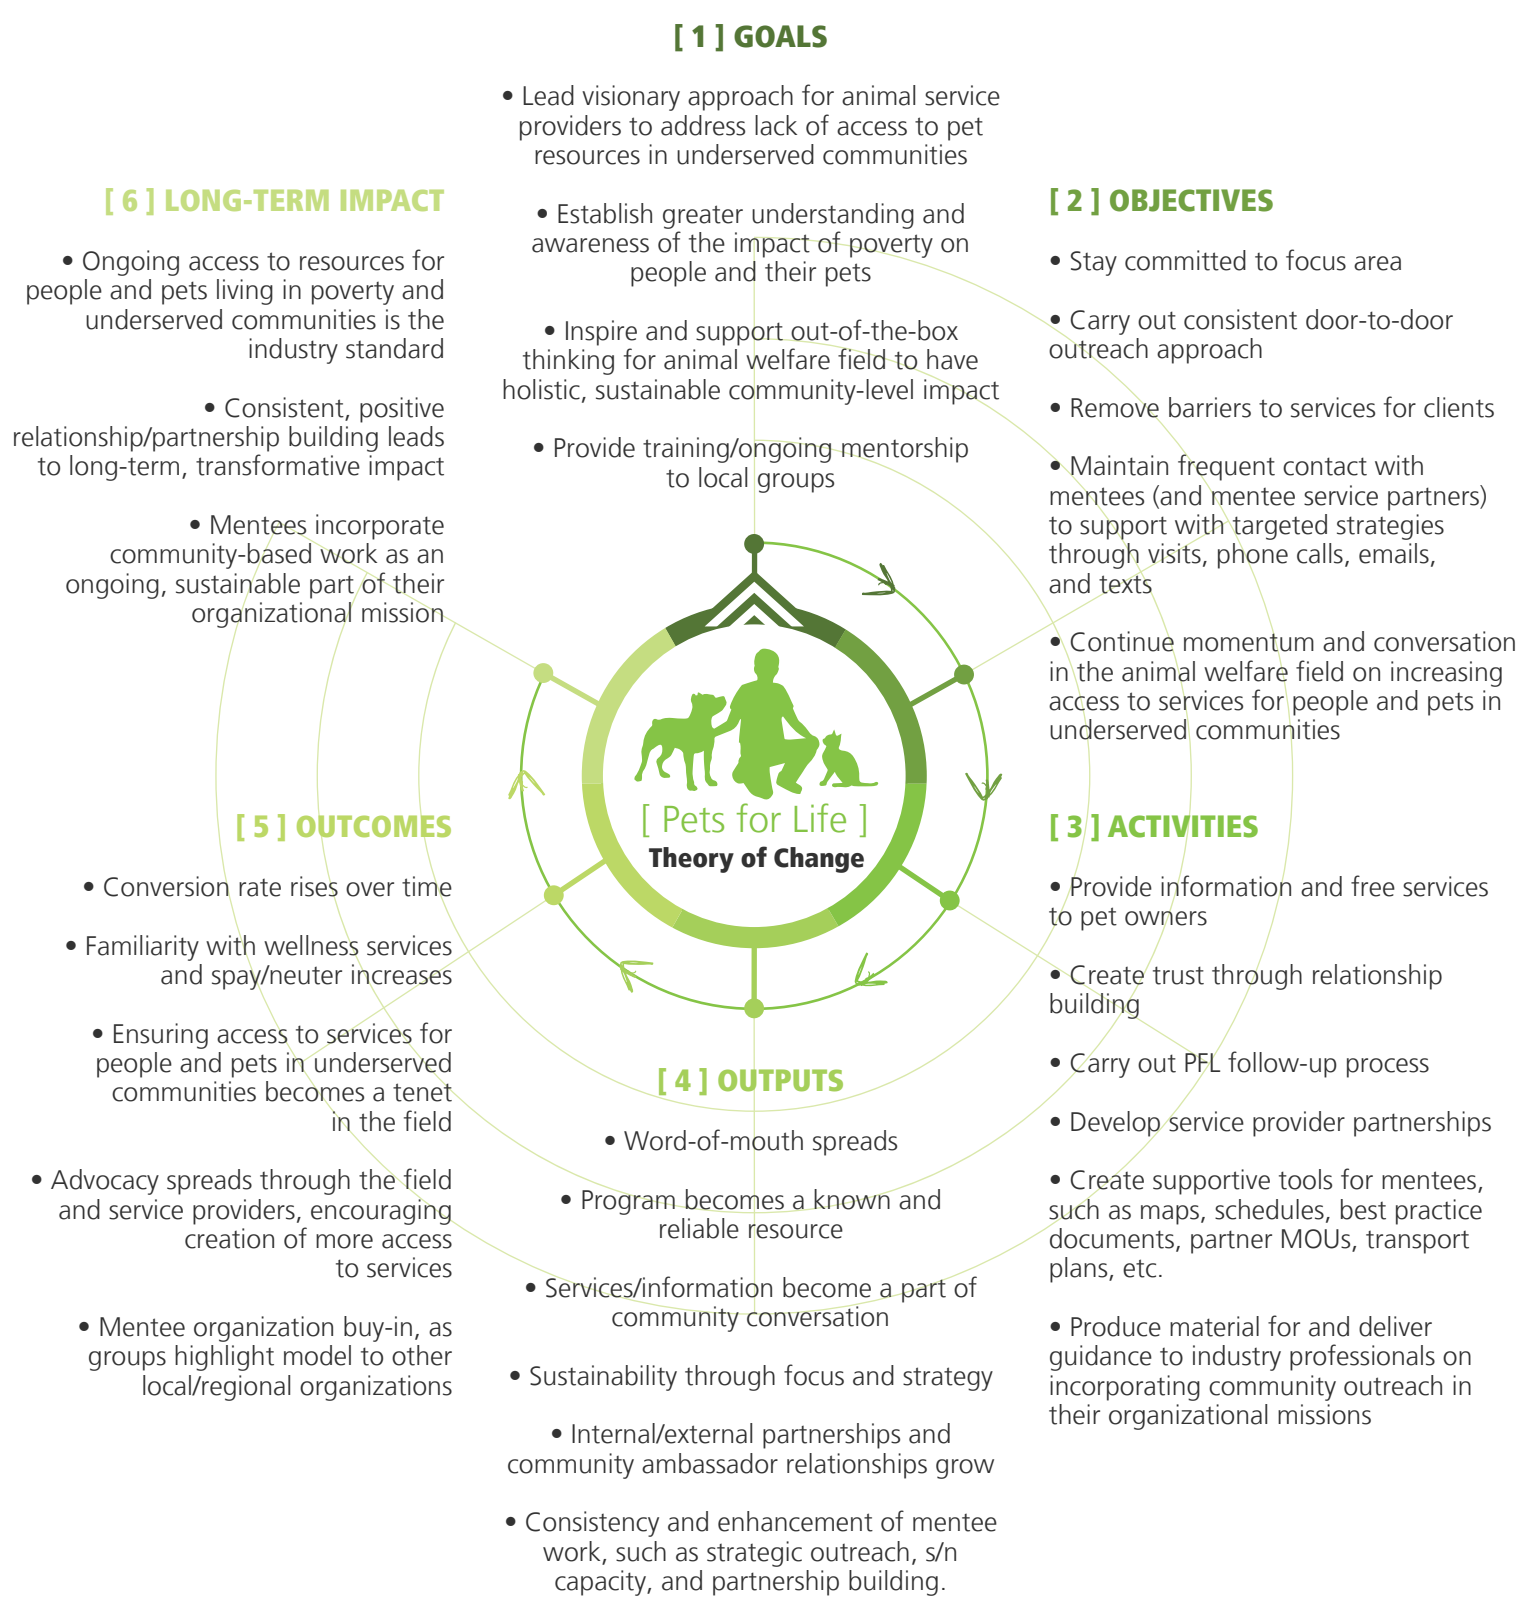 [ 1 ] GOALS
• Lead visionary approach for animal service
providers to address lack of access to pet
resources in underserved communities
• Establish greater understanding and
awareness of the impact of poverty on
people and their pets
• Inspire and support out-of-the-box
thinking for animal welfare field to have
holistic, sustainable community-level impact
• Provide training/ongoing mentorship
to local groups
[ 2 ] OBJECTIVES
• Stay committed to focus area
• Carry out consistent door-to-door
outreach approach
• Remove barriers to services for clients
• Maintain frequent contact with
mentees (and mentee service partners)
to support with targeted strategies
through visits, phone calls, emails,
and texts
• Continue momentum and conversation
in the animal welfare field on increasing
access to services for people and pets in
underserved communities
[ 3 ] ACTIVITIES
• Provide information and free services
to pet owners
• Create trust through relationship
building
• Carry out PFL follow-up process
• Develop service provider partnerships
• Create supportive tools for mentees,
such as maps, schedules, best practice
documents, partner MOUs, transport
plans, etc.
• Produce material for and deliver
guidance to industry professionals on
incorporating community outreach in
their organizational missions
[ 4 ] OUTPUTS
• Word-of-mouth spreads
• Program becomes a known and
reliable resource
• Services/information become a part of
community conversation
• Sustainability through focus and strategy
• Internal/external partnerships and
community ambassador relationships grow
• Consistency and enhancement of mentee
work, such as strategic outreach, s/n
capacity, and partnership building.
[ 5 ] OUTCOMES
• Conversion rate rises over time
• Familiarity with wellness services
and spay/neuter increases
• Ensuring access to services for
people and pets in underserved
communities becomes a tenet
in the field
• Advocacy spreads through the field
and service providers, encouraging
creation of more access
to services
• Mentee organization buy-in, as
groups highlight model to other
local/regional organizations
[ 6 ] LONG-TERM IMPACT
• Ongoing access to resources for
people and pets living in poverty and
underserved communities is the
industry standard
• Consistent, positive
relationship/partnership building leads
to long-term, transformative impact
• Mentees incorporate
community-based work as an
ongoing, sustainable part of their
organizational mission
[ Pets for Life ]
Theory of Change